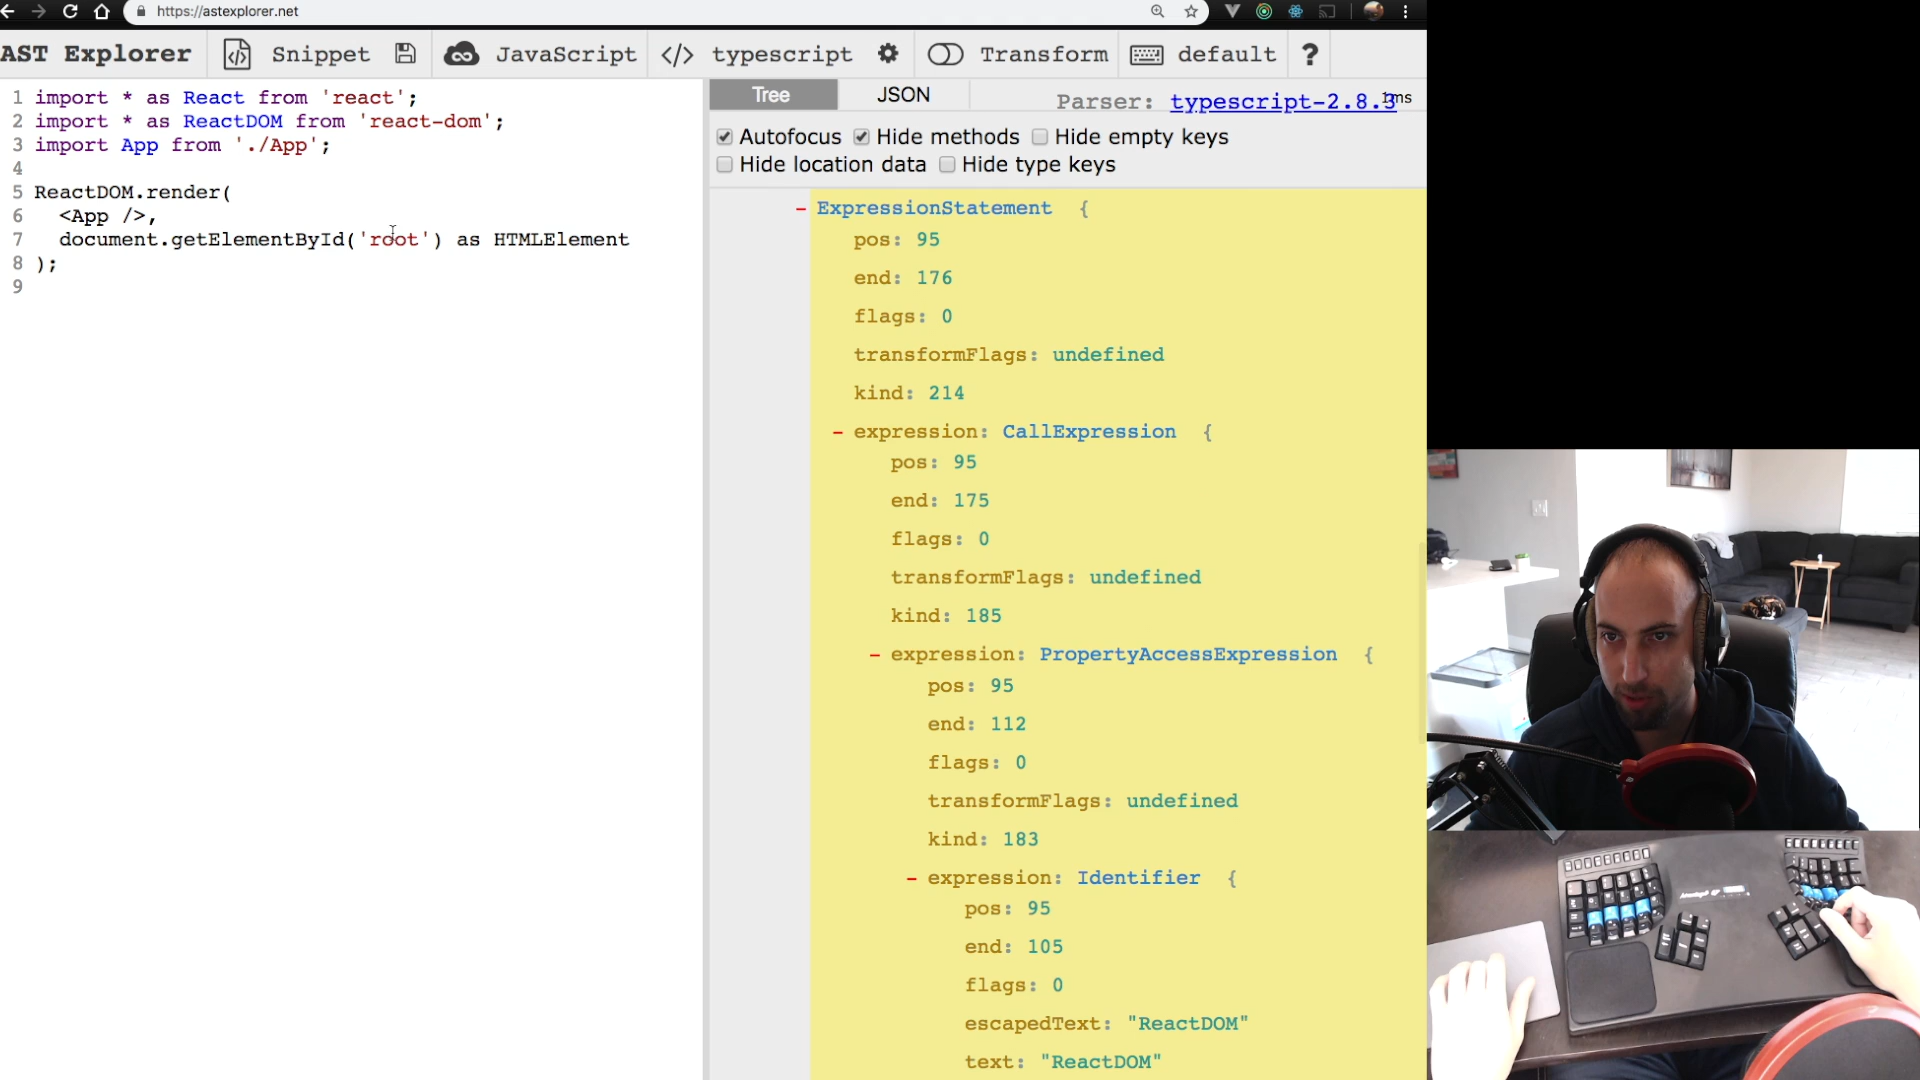 https://astexplorer.net
AST Explorer Snippet JavaScript </> typescript Transform default ?
1 import * as React from 'react';
2 import * as ReactDOM from 'react-dom';
3 import App from './App';
4
5 ReactDOM.render(
6 <App />,
7 document.getElementById('root') as HTMLElement
8 );
9
Tree JSON Parser: typescript-2.8.3 1ms
Autofocus Hide methods Hide empty keys
Hide location data Hide type keys
- ExpressionStatement {
pos: 95
end: 176
flags: 0
transformFlags: undefined
kind: 214
- expression: CallExpression {
pos: 95
end: 175
flags: 0
transformFlags: undefined
kind: 185
- expression: PropertyAccessExpression {
pos: 95
end: 112
flags: 0
transformFlags: undefined
kind: 183
- expression: Identifier {
pos: 95
end: 105
flags: 0
escapedText: "ReactDOM"
text: "ReactDOM"